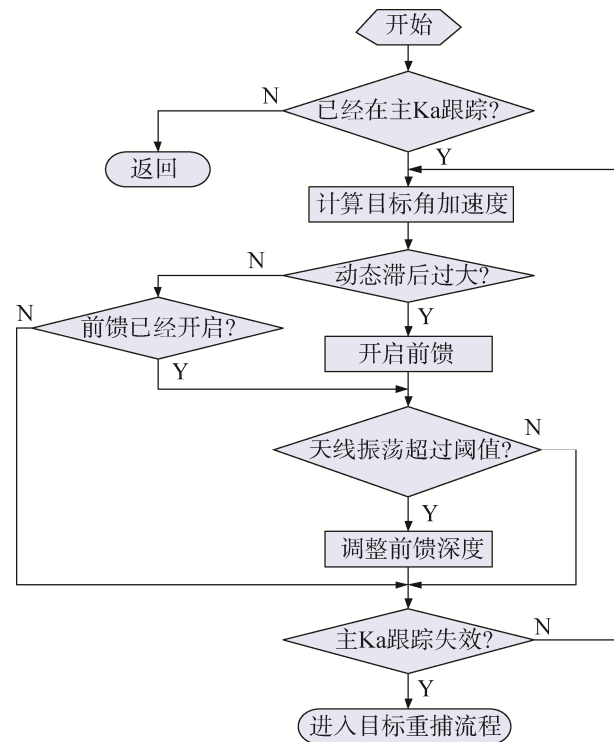 开始
N
已经在主Ka跟踪?
返回
Y
计算目标角加速度
N
动态滞后过大?
N
前馈已经开启?
Y
开启前馈
Y
N
天线振荡超过阈值?
Y
调整前馈深度
主Ka跟踪失效?
N
Y
进入目标重捕流程